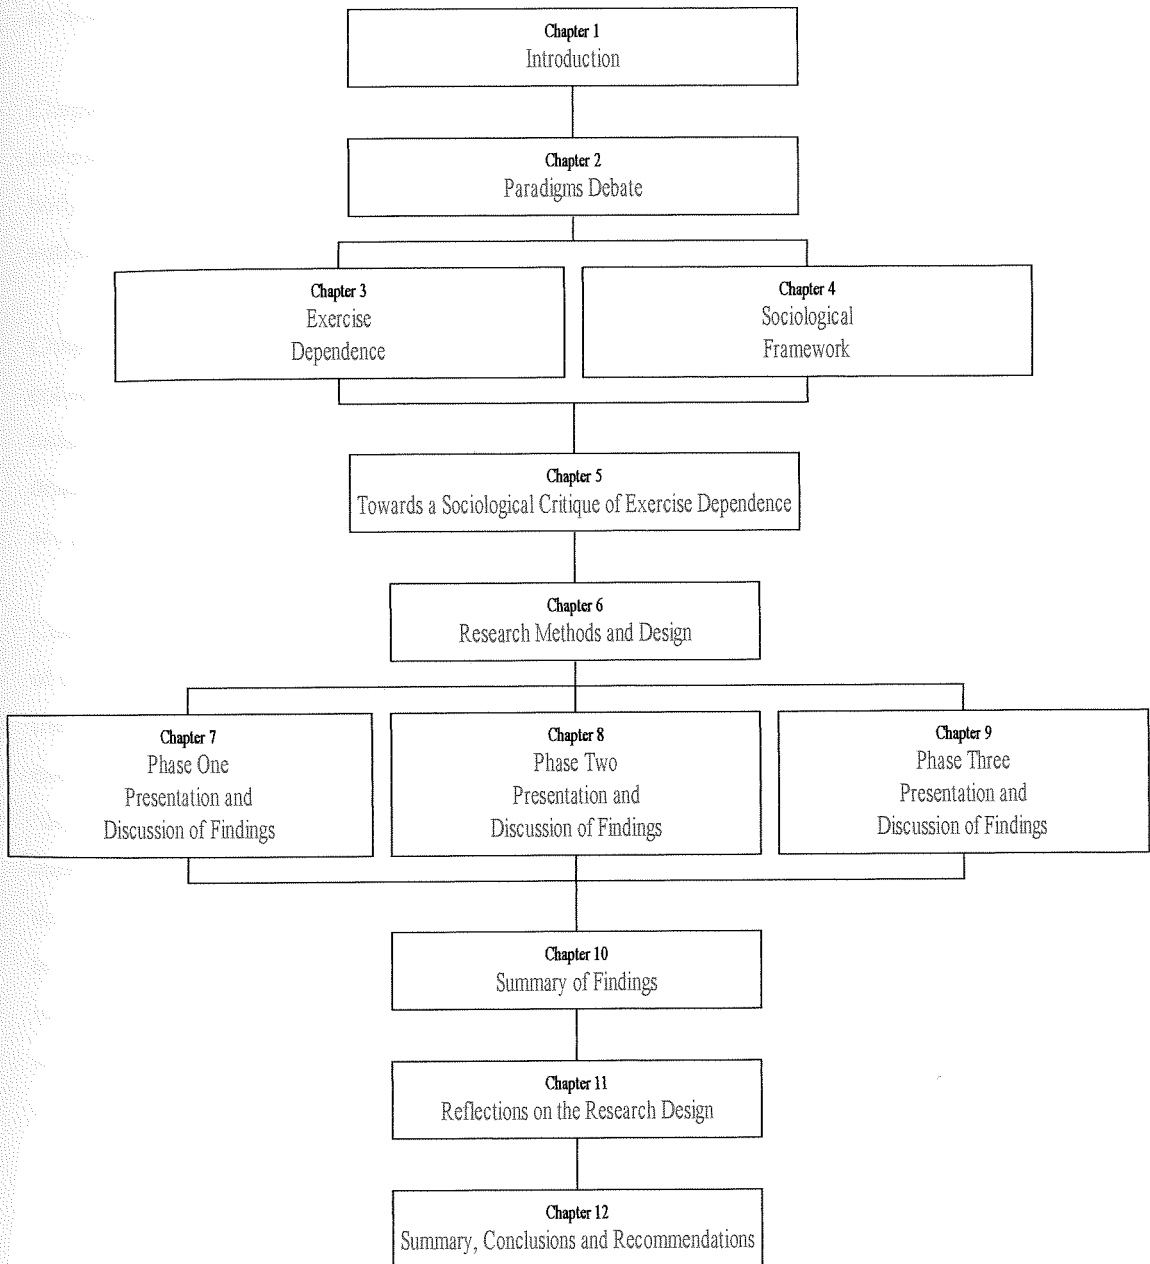 Chapter 1
Introduction
Chapter 2
Paradigms Debate
Chapter 3
Exercise
Dependence
Chapter 4
Sociological
Framework
Chapter 5
Towards a Sociological Critique of Exercise Dependence
Chapter 6
Research Methods and Design
Chapter 7
Phase One
Presentation and
Discussion of Findings
Chapter 8
Phase Two
Presentation and
Discussion of Findings
Chapter 9
Phase Three
Presentation and
Discussion of Findings
Chapter 10
Summary of Findings
Chapter 11
Reflections on the Research Design
Chapter 12
Summary, Conclusions and Recommendations